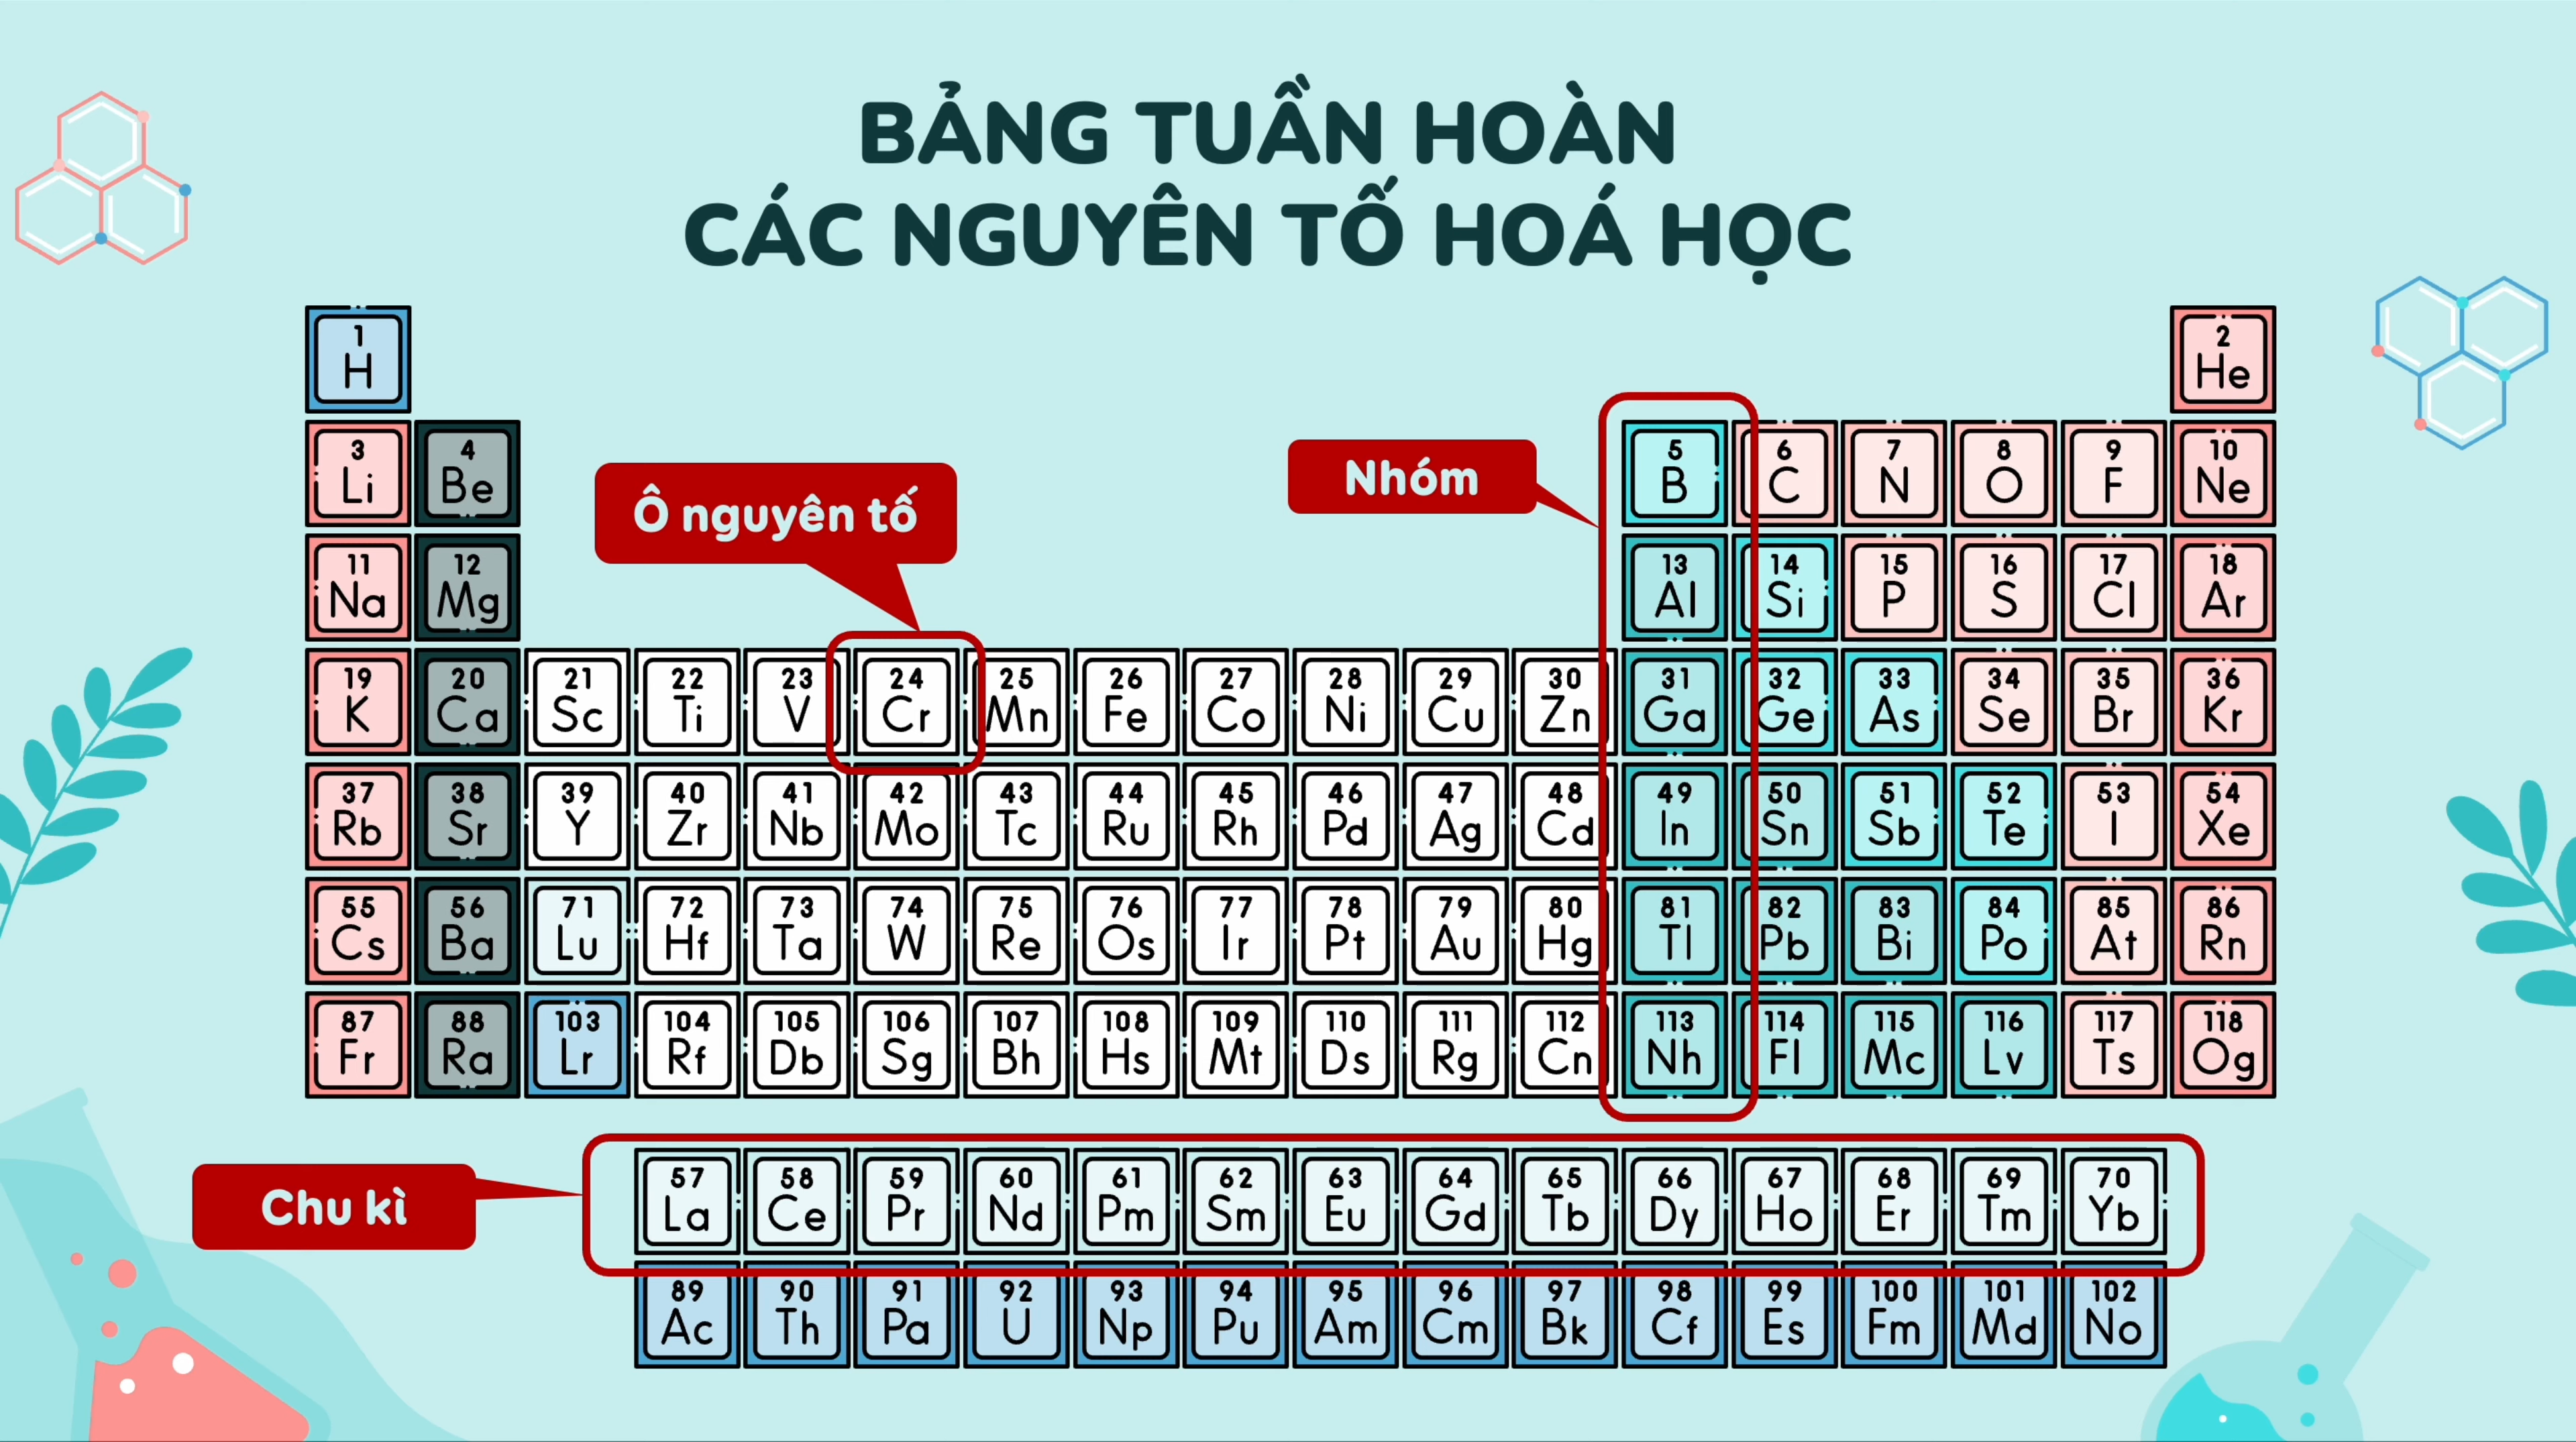 BẢNG TUẦN HOÀN
CÁC NGUYÊN TỐ HOÁ HỌC
1 2
H He
Nhóm
Ô nguyên tố
3 4 5 6 7 8 9 10
Li Be B C N O F Ne
11 12 13 14 15 16 17 18
Na Mg Al Si P S Cl Ar
19 20 21 22 23 24 25 26 27 28 29 30 31 32 33 34 35 36
K Ca Sc Ti V Cr Mn Fe Co Ni Cu Zn Ga Ge As Se Br Kr
37 38 39 40 41 42 43 44 45 46 47 48 49 50 51 52 53 54
Rb Sr Y Zr Nb Mo Tc Ru Rh Pd Ag Cd In Sn Sb Te I Xe
55 56 71 72 73 74 75 76 77 78 79 80 81 82 83 84 85 86
Cs Ba Lu Hf Ta W Re Os Ir Pt Au Hg Tl Pb Bi Po At Rn
87 88 103 104 105 106 107 108 109 110 111 112 113 114 115 116 117 118
Fr Ra Lr Rf Db Sg Bh Hs Mt Ds Rg Cn Nh Fl Mc Lv Ts Og
Chu kì
57 58 59 60 61 62 63 64 65 66 67 68 69 70
La Ce Pr Nd Pm Sm Eu Gd Tb Dy Ho Er Tm Yb
89 90 91 92 93 94 95 96 97 98 99 100 101 102
Ac Th Pa U Np Pu Am Cm Bk Cf Es Fm Md No